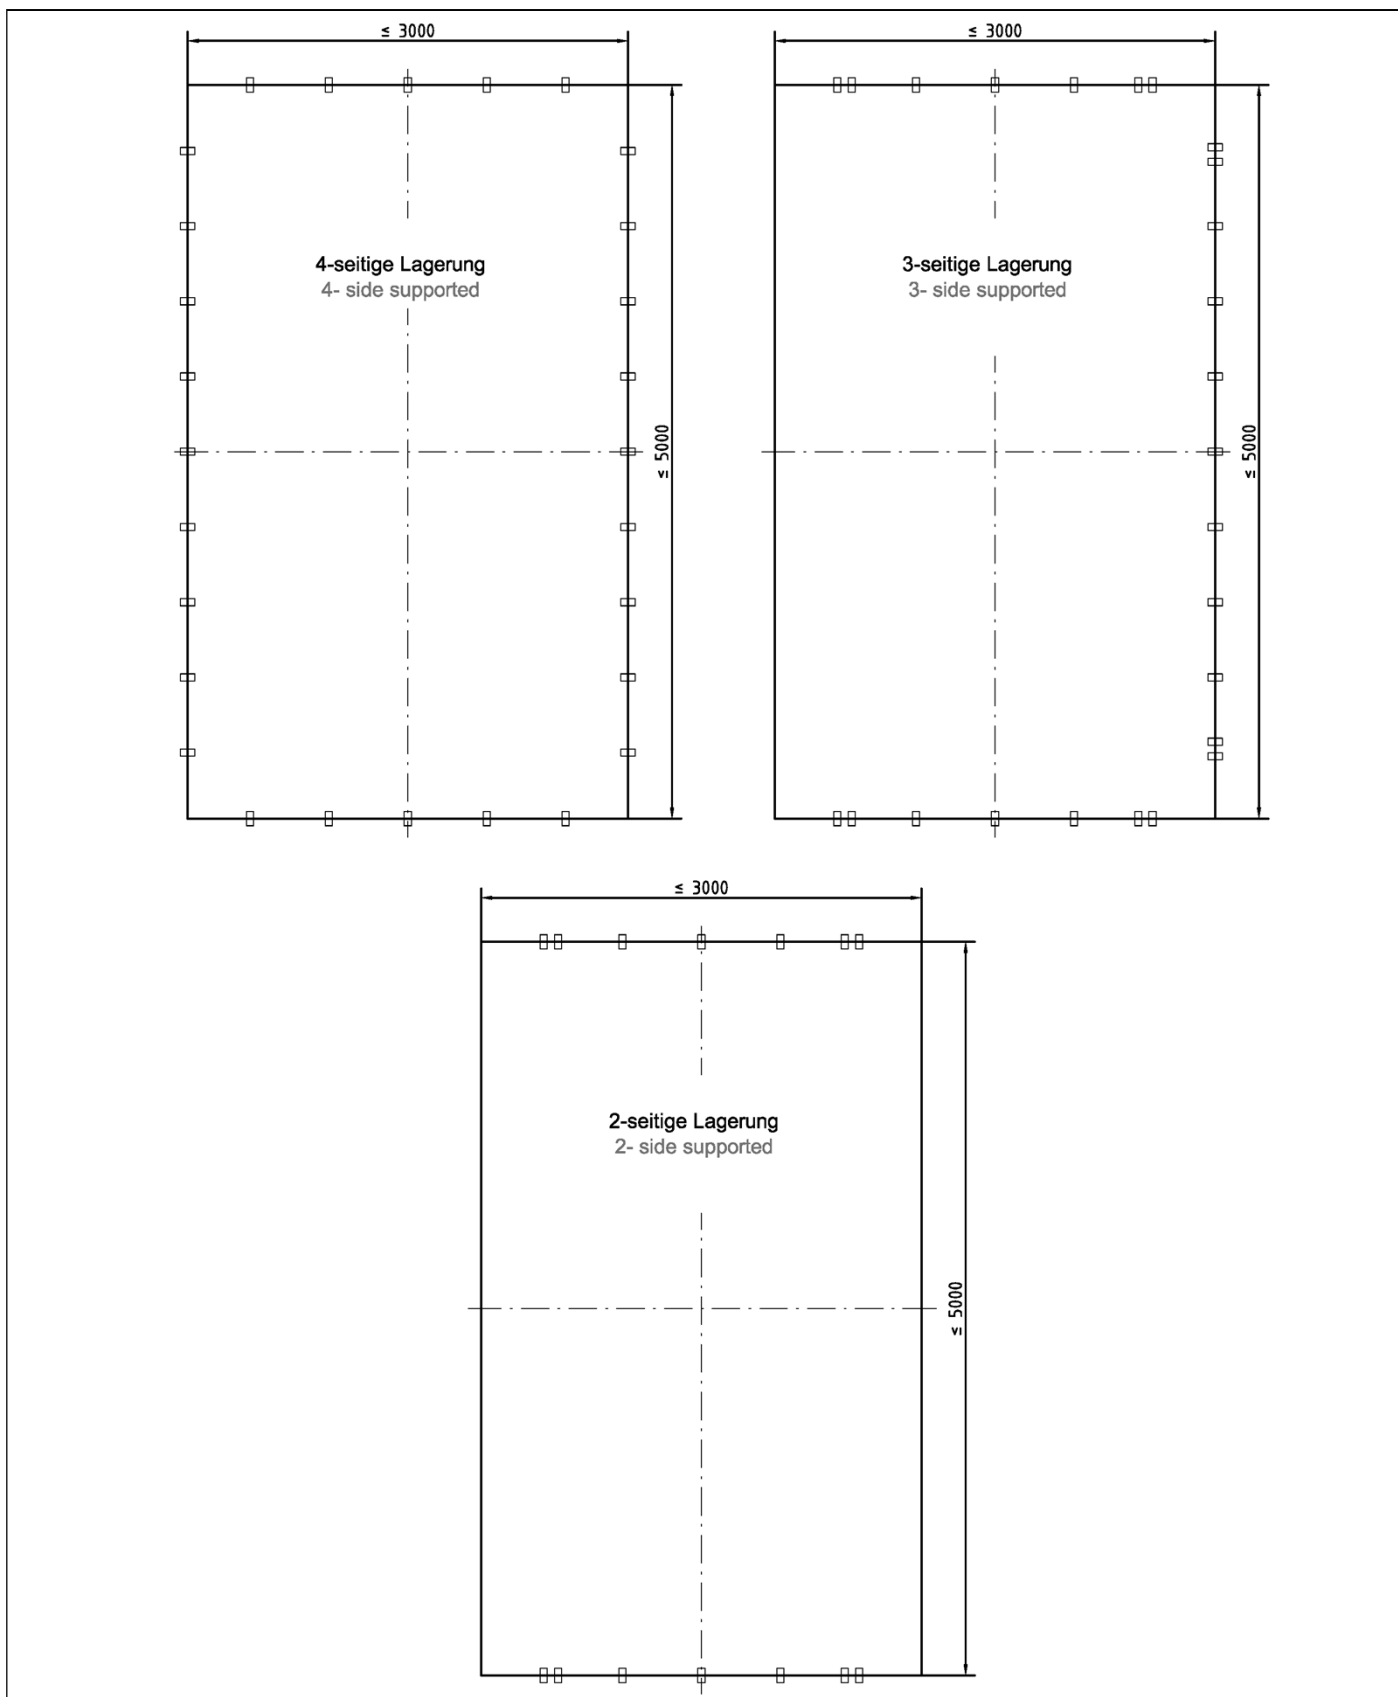 ≤ 3000
≤ 3000
4-seitige Lagerung
4- side supported
3-seitige Lagerung
3- side supported
≤ 5000
≤ 5000
≤ 3000
2-seitige Lagerung
2- side supported
≤ 5000